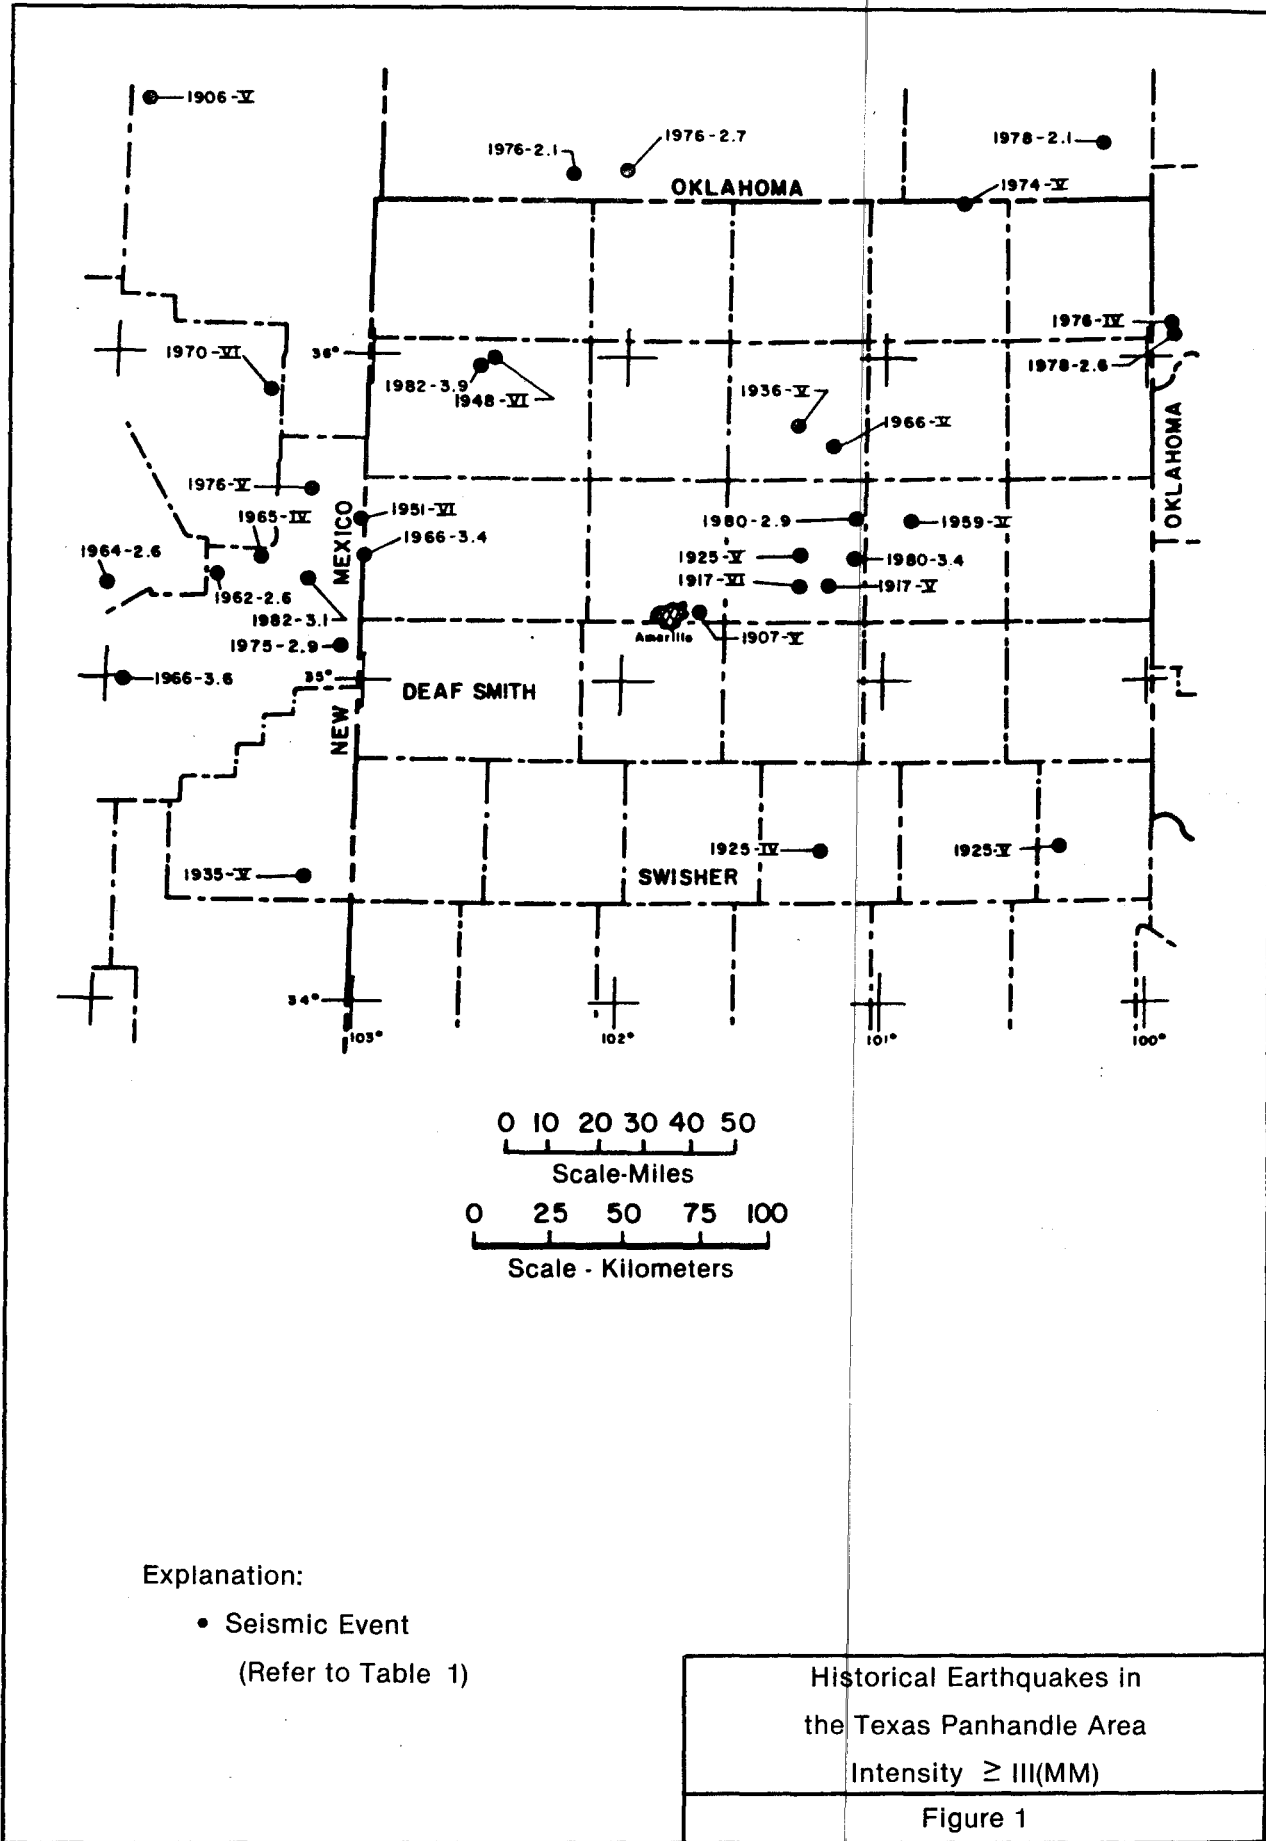 1906-V
1976-2.1
1976-2.7
1978-2.1
OKLAHOMA
1974-V
1976-IV
1970-VI
36°
1978-2.6
1982-3.9
1948-VI
1936-V
1966-V
OKLAHOMA
1976-V
1951-VI
1965-IV
1980-2.9
1959-V
NEW MEXICO
1966-3.4
1964-2.6
1925-V
1980-3.4
1962-2.6
1917-VI
1917-V
1982-3.1
Amarillo
1907-V
1975-2.9
1966-3.6
35°
DEAF SMITH
1925-IV
1925-V
1935-V
SWISHER
34°
103°
102°
101°
100°
0 10 20 30 40 50
Scale-Miles
0 25 50 75 100
Scale - Kilometers
Explanation:
• Seismic Event
(Refer to Table 1)
Historical Earthquakes in
the Texas Panhandle Area
Intensity ≥ III(MM)
Figure 1